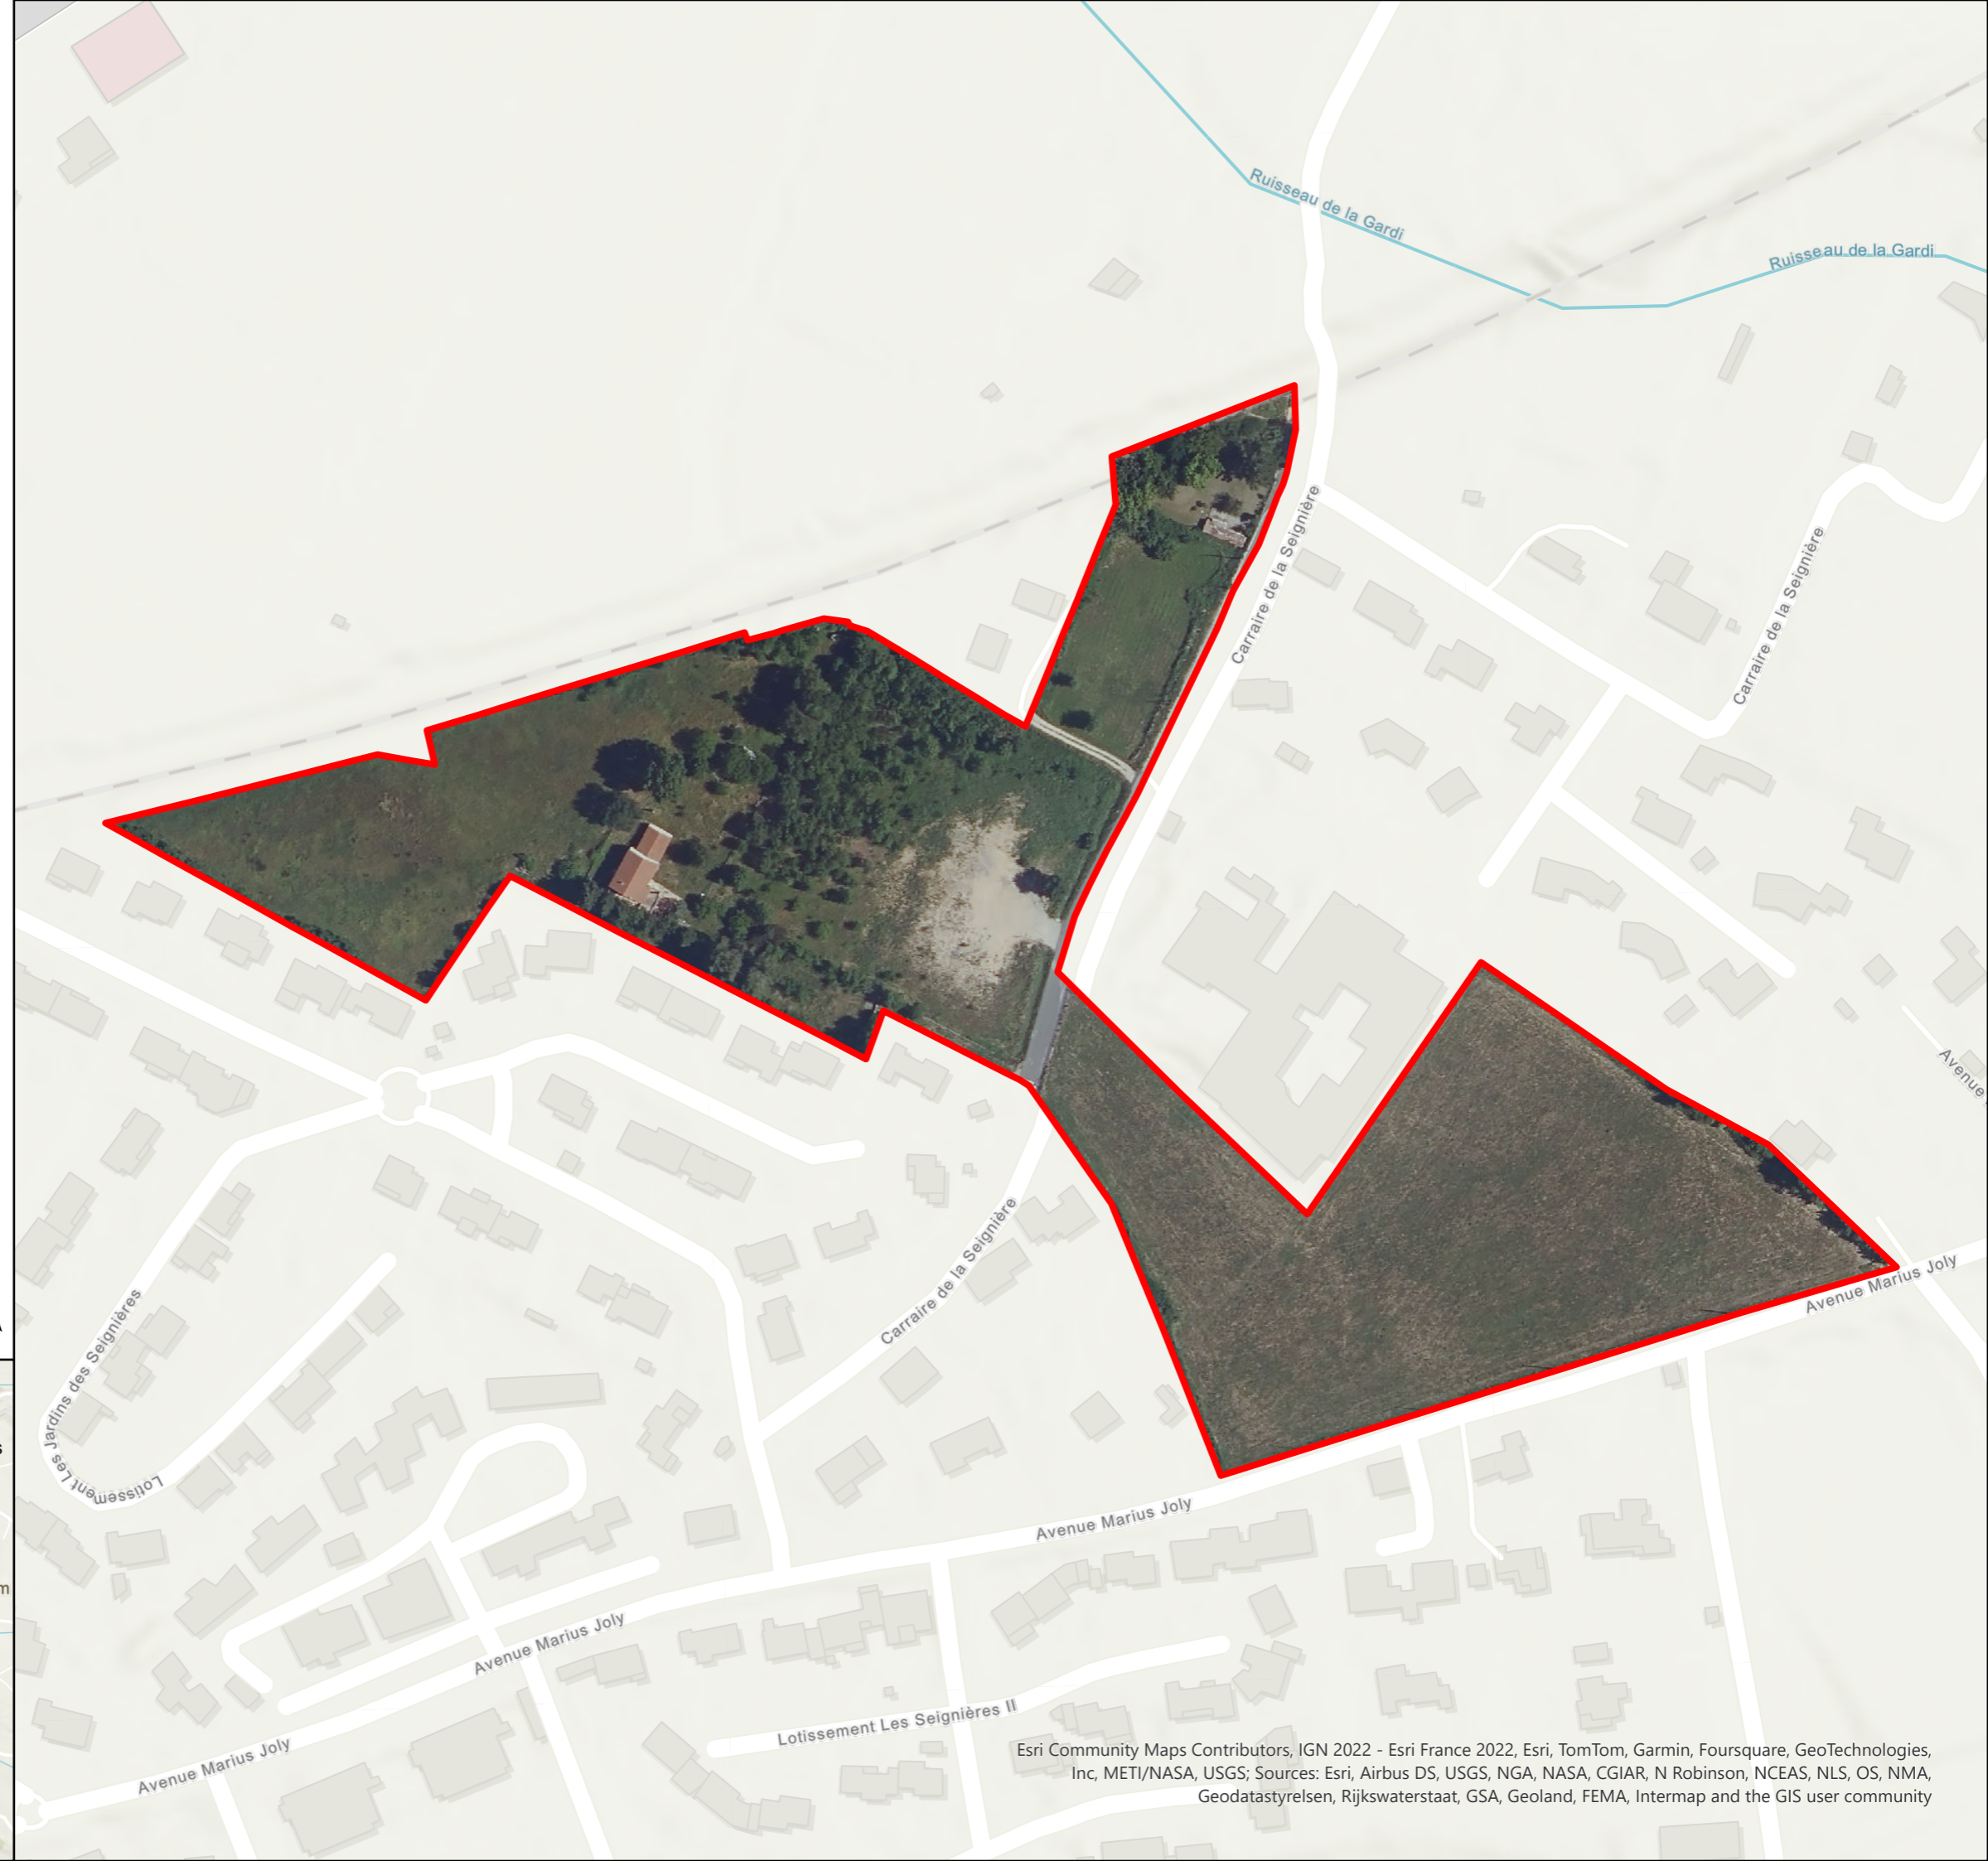 Ruisseau de la Gardi
Ruisseau de la Gardi
Carraire de la Seignière
Carraire de la Seignière
Avenue
Avenue Marius Joly
Carraire de la Seignière
Lotissement Les Jardins des Seignières
Lotissement
Avenue Marius Joly
Avenue Marius Joly
Lotissement Les Seignières II
Avenue Marius Joly
Esri Community Maps Contributors, IGN 2022 - Esri France 2022, Esri, TomTom, Garmin, Foursquare, GeoTechnologies,
Inc, METI/NASA, USGS; Sources: Esri, Airbus DS, USGS, NGA, NASA, CGIAR, N Robinson, NCEAS, NLS, OS, NMA,
Geodatastyrelsen, Rijkswaterstaat, GSA, Geoland, FEMA, Intermap and the GIS user community